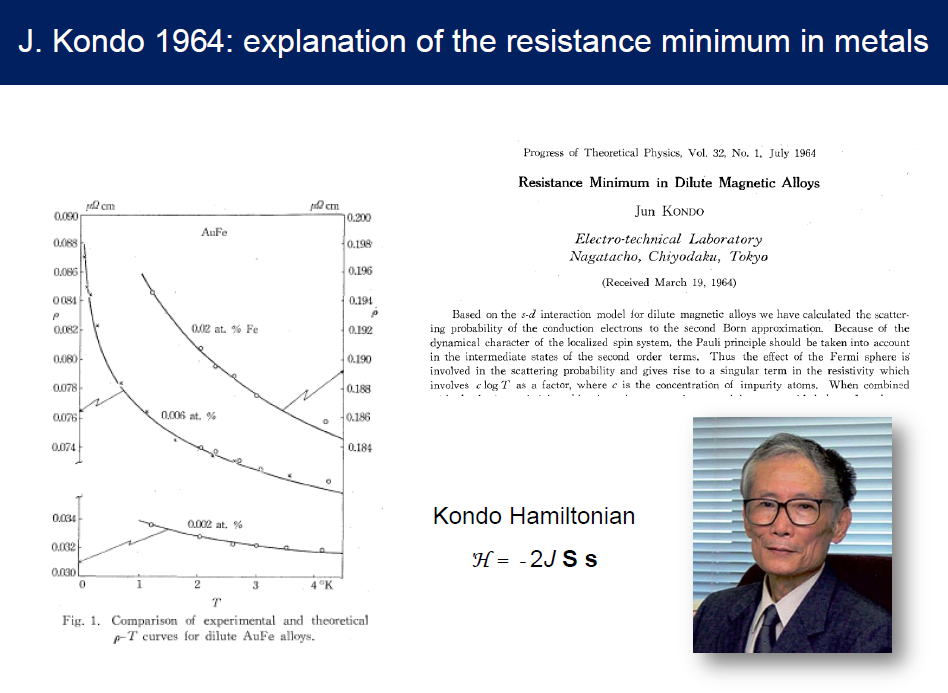 J. Kondo 1964: explanation of the resistance minimum in metals
Progress of Theoretical Physics, Vol. 32, No. 1, July 1964
Resistance Minimum in Dilute Magnetic Alloys
Jun KONDO
Electro-technical Laboratory
Nagatacho, Chiyodaku, Tokyo
(Received March 19, 1964)
Based on the s-d interaction model for dilute magnetic alloys we have calculated the scatter-
ing probability of the conduction electrons to the second Born approximation. Because of the
dynamical character of the localized spin system, the Pauli principle should be taken into account
in the intermediate states of the second order terms. Thus the effect of the Fermi sphere is
involved in the scattering probability and gives rise to a singular term in the resistivity which
involves c log T as a factor, where c is the concentration of impurity atoms. When combined
μΩ cm
μΩ cm
0.090
0.200
AuFe
0.088
0.198
0.086
0.196
0.084
0.194
ρ
ρ
0.082
0.02 at. % Fe
0.192
0.080
0.190
0.078
0.188
0.076
0.006 at. %
0.186
0.074
0.184
0.034
0.002 at. %
0.032
0.030
0 1 2 3 4 °K
T
Fig. 1. Comparison of experimental and theoretical
ρ-T curves for dilute AuFe alloys.
Kondo Hamiltonian
ℋ = - 2J S s